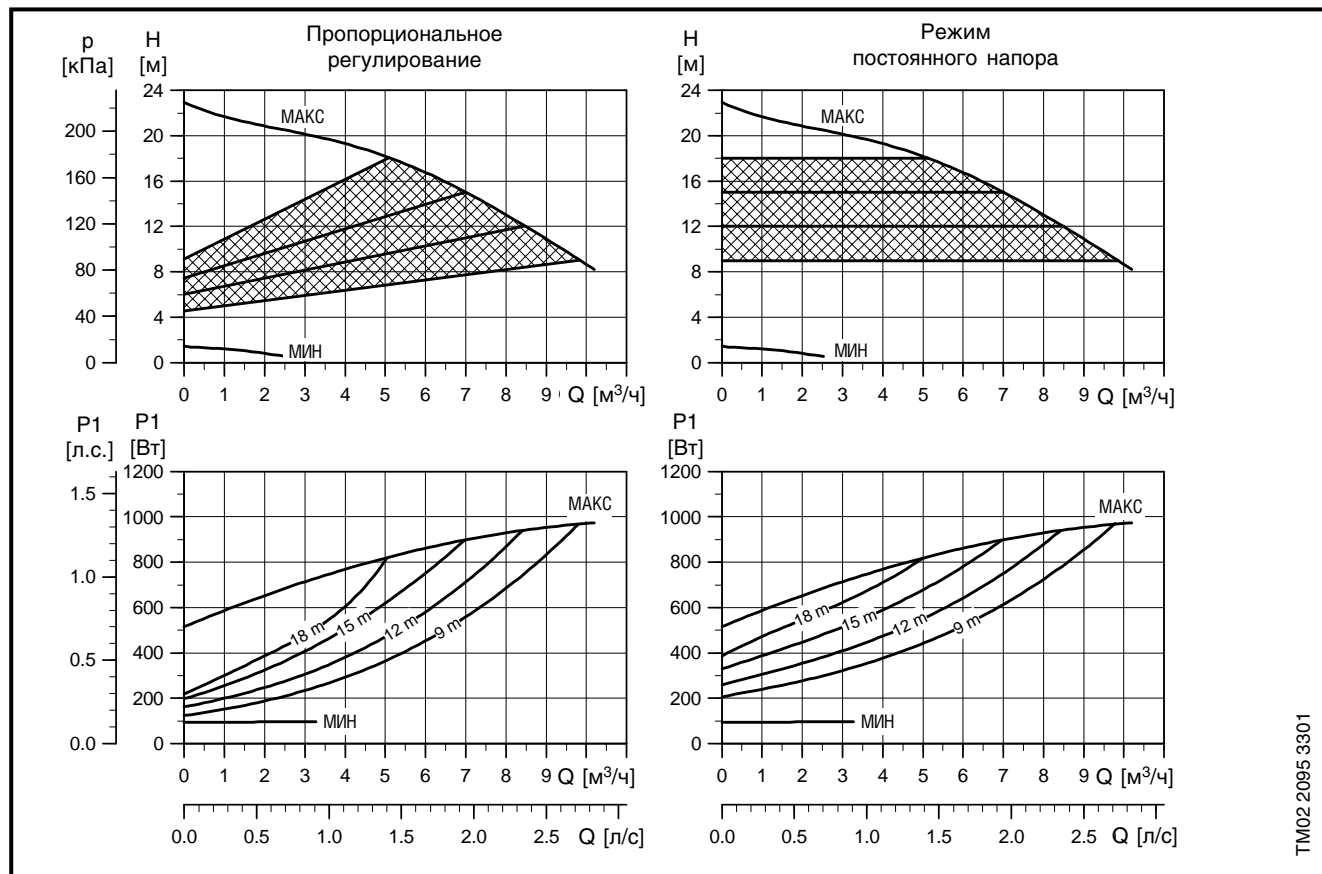 Пропорциональное
регулирование
Режим
постоянного напора
p
[кПа]
H
[м]
H
[м]
24
20
16
12
8
4
0
200
160
120
80
40
0
МАКС
МИН
0 1 2 3 4 5 6 7 8 9 Q [м³/ч]
24
20
16
12
8
4
0
МАКС
МИН
0 1 2 3 4 5 6 7 8 9 Q [м³/ч]
P1
[л.с.]
P1
[Вт]
P1
[Вт]
1.5
1.0
0.5
0.0
1200
1000
800
600
400
200
0
МАКС
18 m
15 m
12 m
9 m
МИН
0 1 2 3 4 5 6 7 8 9 Q [м³/ч]
0.0 0.5 1.0 1.5 2.0 2.5 Q [л/с]
1200
1000
800
600
400
200
0
МАКС
18 m
15 m
12 m
9 m
МИН
0 1 2 3 4 5 6 7 8 9 Q [м³/ч]
0.0 0.5 1.0 1.5 2.0 2.5 Q [л/с]
TM02 2095 3301